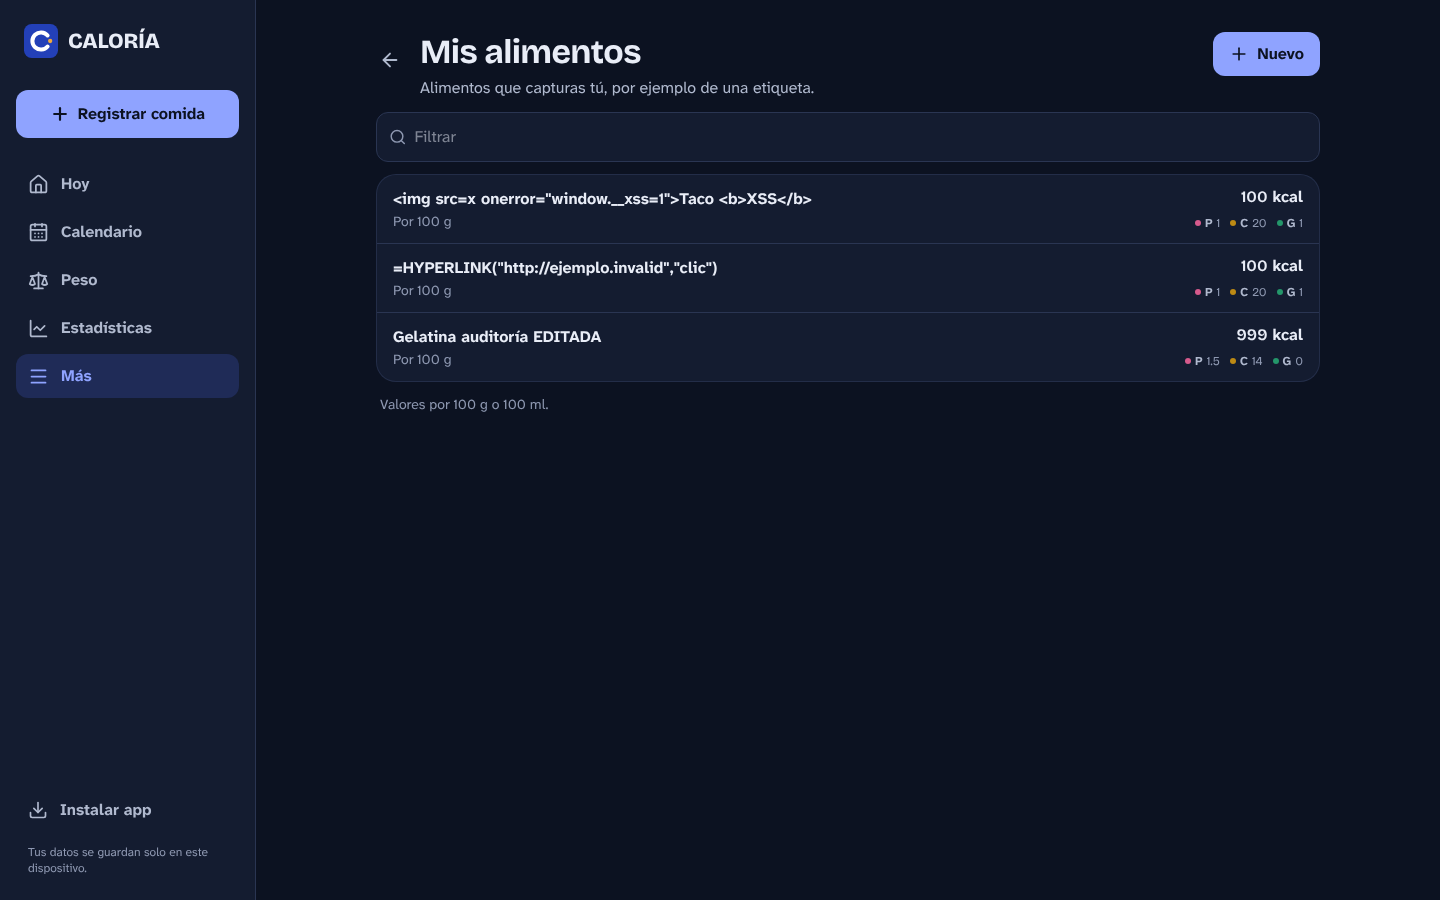 CALORÍA
Registrar comida
Hoy
Calendario
Peso
Estadísticas
Más
Instalar app
Tus datos se guardan solo en este
dispositivo.
Mis alimentos
Alimentos que capturas tú, por ejemplo de una etiqueta.
Nuevo
Filtrar
<img src=x onerror="window.__xss=1">Taco <b>XSS</b>
100 kcal
Por 100 g
P 1 C 20 G 1
=HYPERLINK("http://ejemplo.invalid","clic")
100 kcal
Por 100 g
P 1 C 20 G 1
Gelatina auditoría EDITADA
999 kcal
Por 100 g
P 1.5 C 14 G 0
Valores por 100 g o 100 ml.